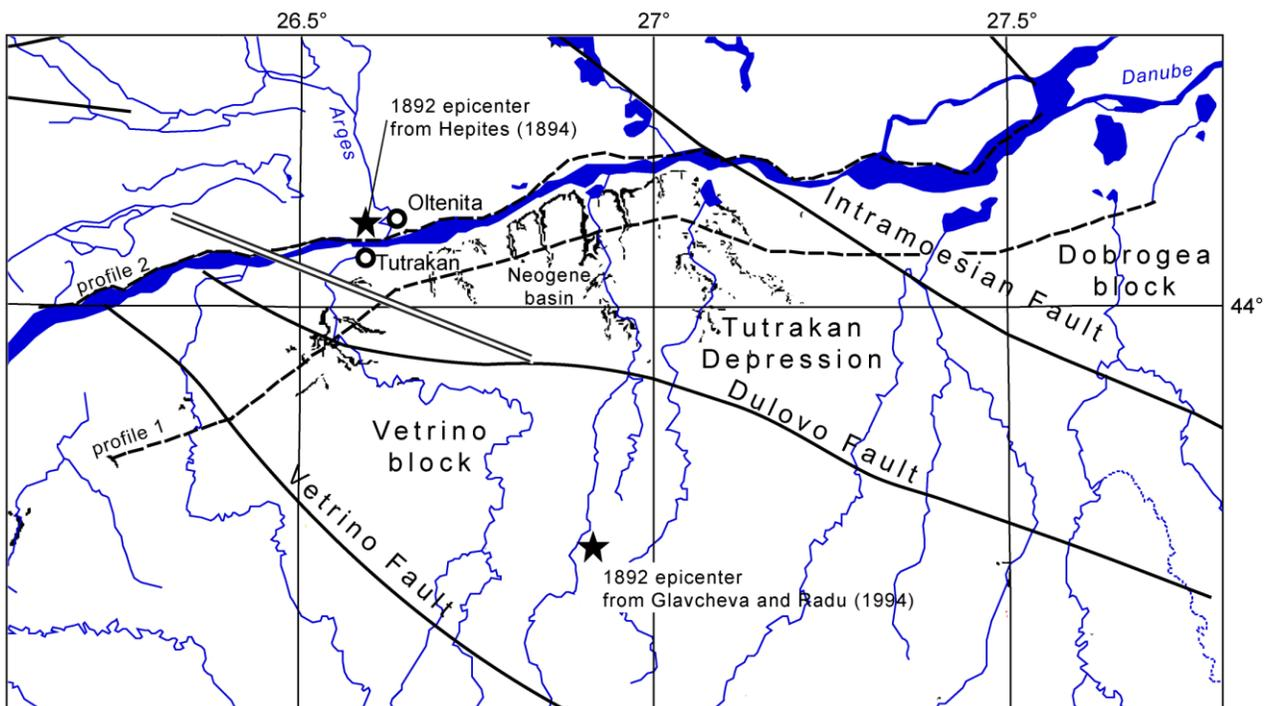 26.5°
27°
27.5°
Danube
1892 epicenter
from Hepites (1894)
Arges
Oltenita
Intramoesian Fault
Dobrogea
block
Tutrakan
profile 2
Neogene
basin
44°
Tutrakan
Depression
Dulovo Fault
profile 1
Vetrino
block
Vetrino Fault
1892 epicenter
from Glavcheva and Radu (1994)